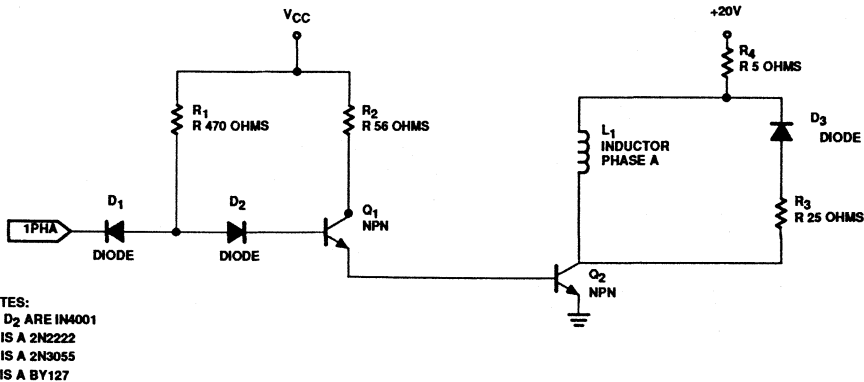 VCC
+20V
R4
R 5 OHMS
R1
R 470 OHMS
R2
R 56 OHMS
L1
INDUCTOR
PHASE A
D3
DIODE
R3
R 25 OHMS
1PHA
D1
DIODE
D2
DIODE
Q1
NPN
Q2
NPN
TES:
D2 ARE IN4001
IS A 2N2222
IS A 2N3055
IS A BY127